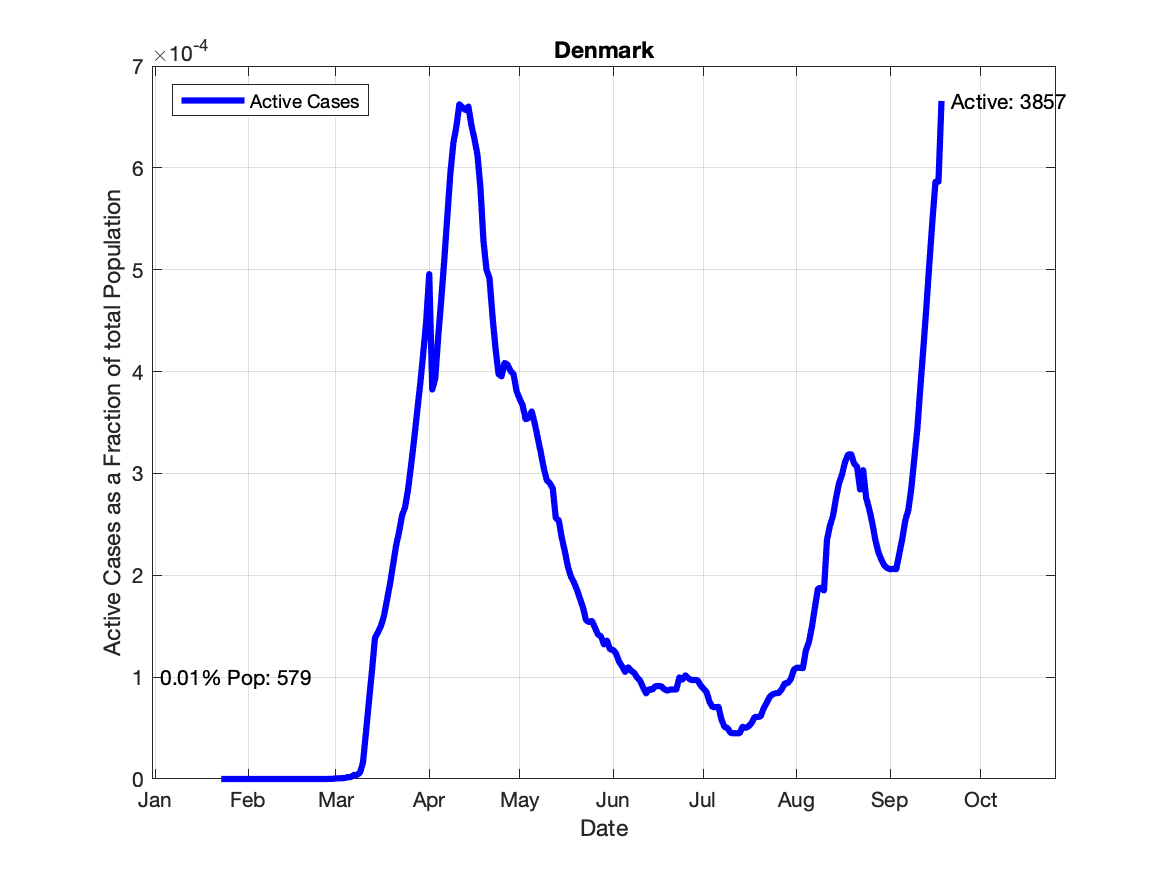 Denmark
×10^-4
7
6
5
4
3
2
1
0
Active Cases as a Fraction of total Population
Active Cases
Active: 3857
0.01% Pop: 579
Jan Feb Mar Apr May Jun Jul Aug Sep Oct
Date